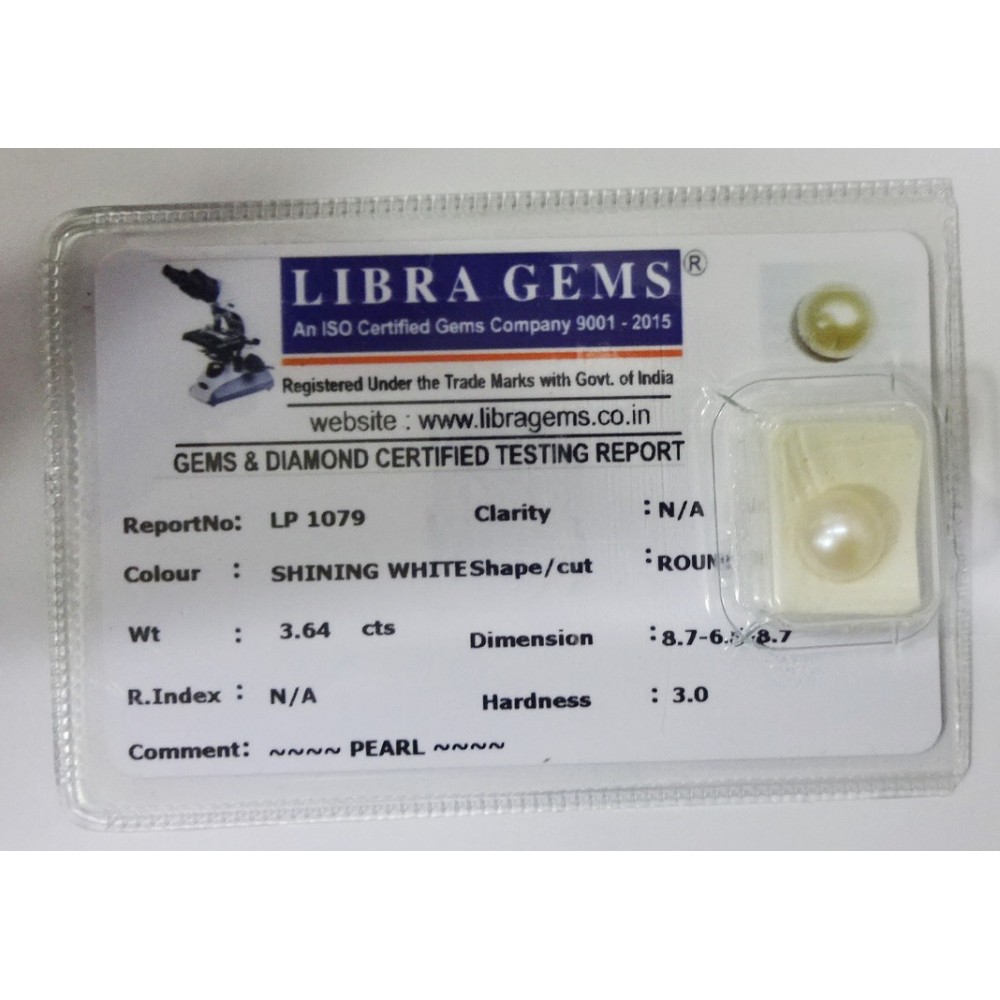 LIBRA GEMS ®
An ISO Certified Gems Company 9001 - 2015
Registered Under the Trade Marks with Govt. of India
website : www.libragems.co.in
GEMS & DIAMOND CERTIFIED TESTING REPORT
ReportNo: LP 1079 Clarity : N/A
Colour : SHINING WHITE Shape/cut :
Wt : 3.64 cts Dimension :
R.Index : N/A Hardness : 3.0
Comment: ~~~~ PEARL ~~~~